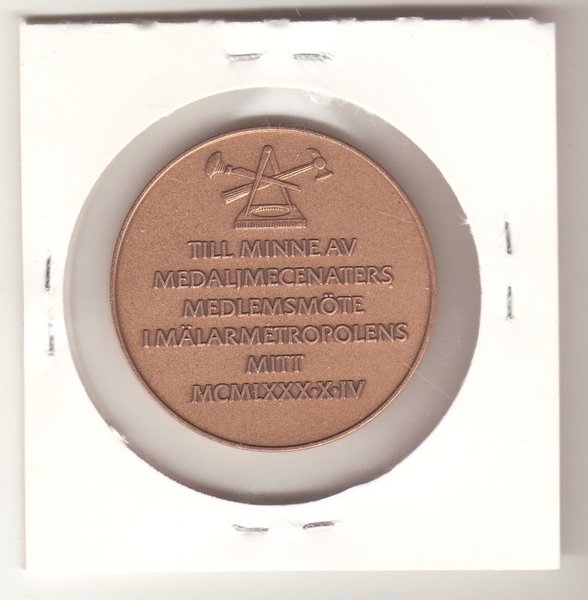 TILL MINNE AV
MEDALJMECENATERS
MEDLEMSMÖTE
I MÄLARMETROPOLENS
MITT
MCMLXXX·X·IV